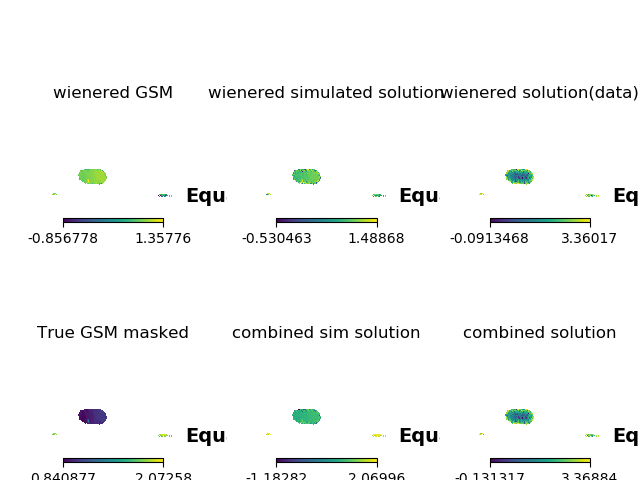 wienered GSM
wienered simulated solution
wienered solution(data)
Equ
Equ
Eq
-0.856778 1.35776
-0.530463 1.48868
-0.0913468 3.36017
True GSM masked
combined sim solution
combined solution
Equ
Equ
Eq
0.840877 2.07258
-1.18282 2.06996
-0.131317 3.36884